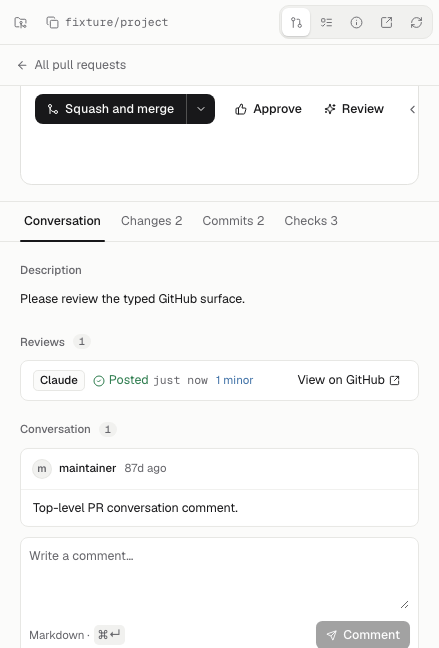 fixture/project
All pull requests
Squash and merge Approve Review
Conversation Changes 2 Commits 2 Checks 3
Description
Please review the typed GitHub surface.
Reviews 1
Claude Posted just now 1 minor View on GitHub
Conversation 1
m maintainer 87d ago
Top-level PR conversation comment.
Write a comment…
Markdown · ⌘↵ Comment